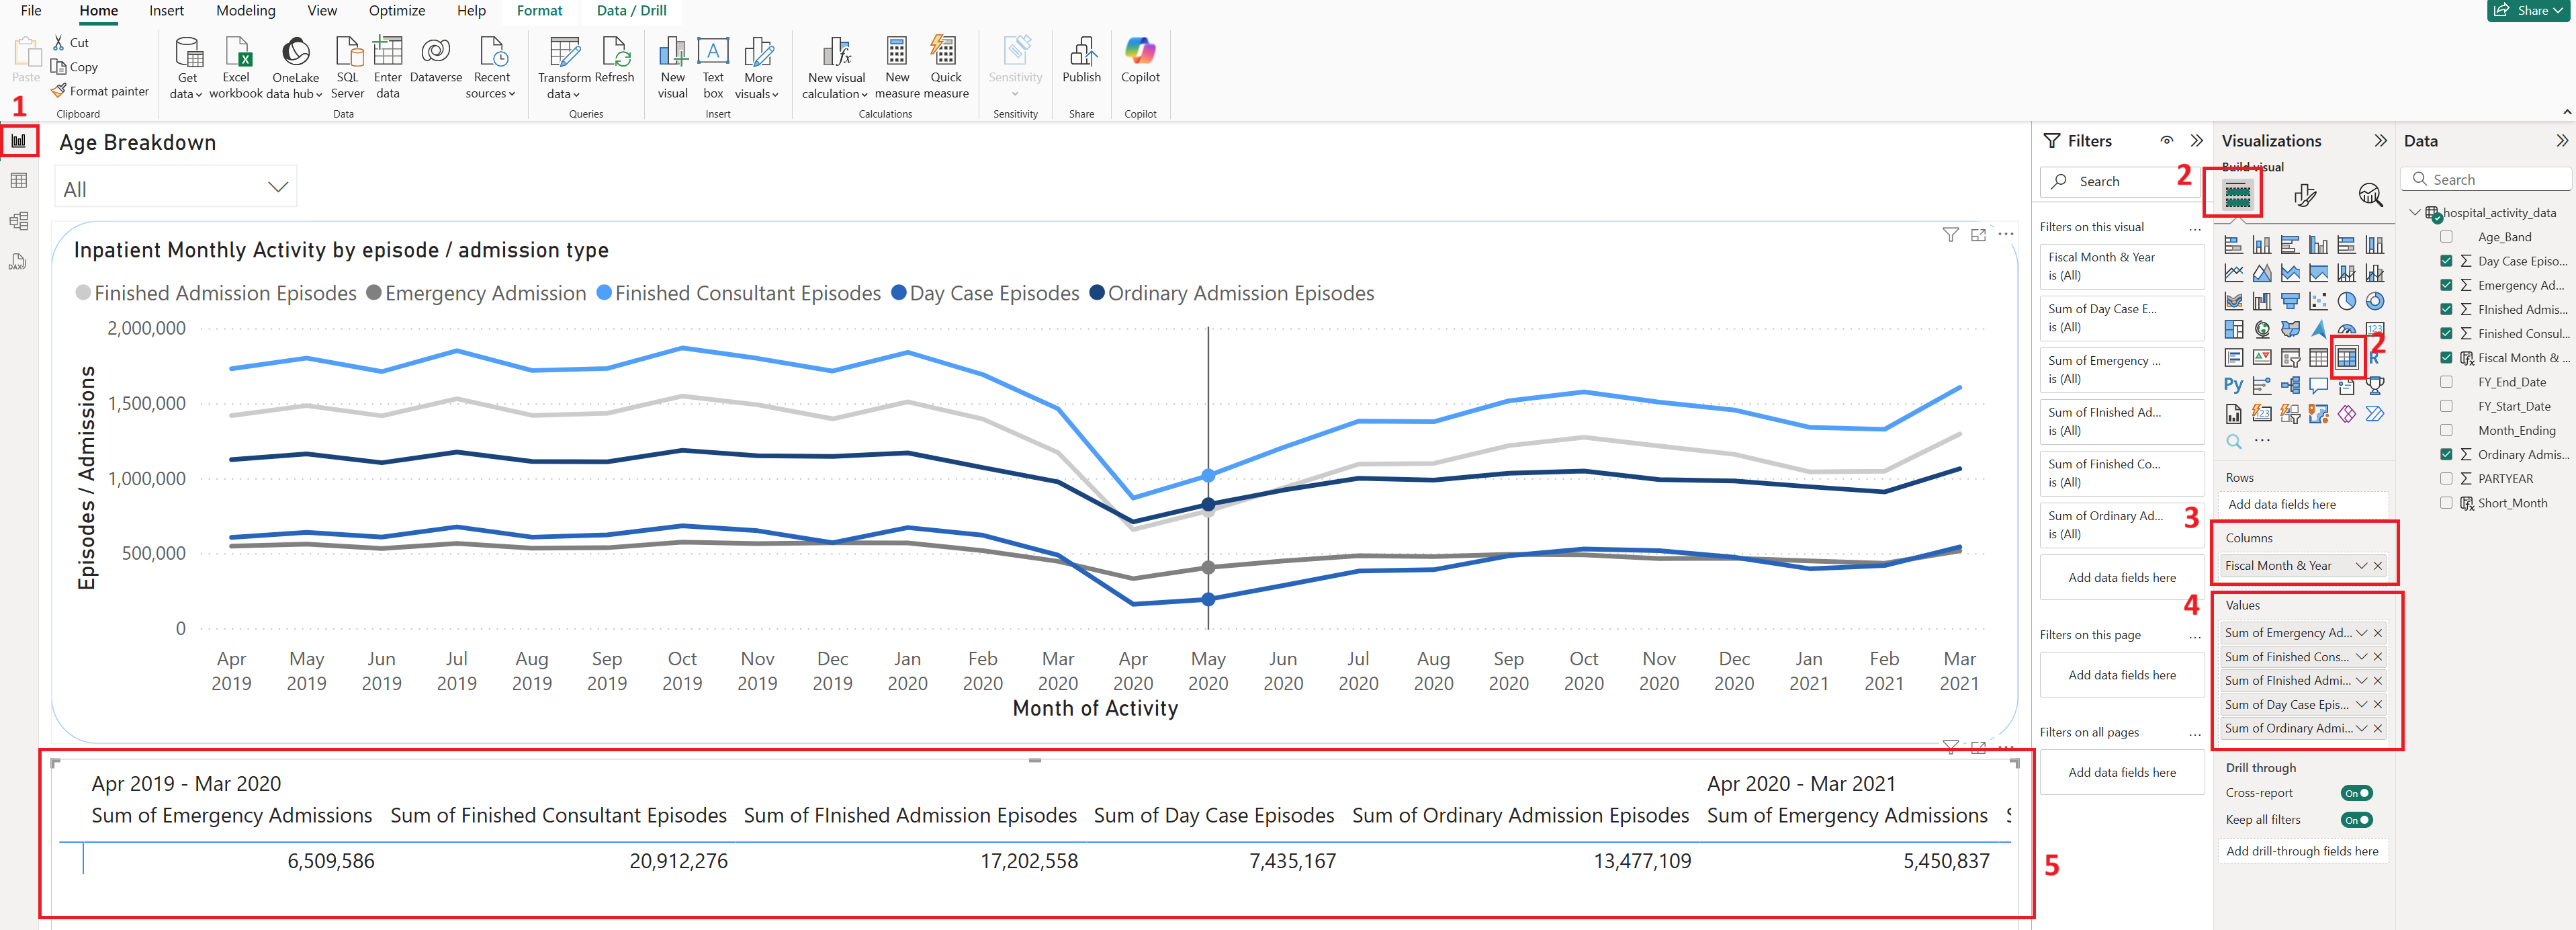 File Home Insert Modeling View Optimize Help Format Data / Drill Share
Paste
Cut
Copy
Format painter
Clipboard
Get data
Excel workbook
OneLake data hub
SQL Server
Enter data
Dataverse
Recent sources
Data
Transform data
Refresh
Queries
New visual
Text box
More visuals
Insert
New visual calculation
New measure
Quick measure
Calculations
Sensitivity
Sensitivity
Publish
Share
Copilot
Copilot
1
Age Breakdown
All
Inpatient Monthly Activity by episode / admission type
Finished Admission Episodes Emergency Admission Finished Consultant Episodes Day Case Episodes Ordinary Admission Episodes
Episodes / Admissions
2,000,000
1,500,000
1,000,000
500,000
0
Apr May Jun Jul Aug Sep Oct Nov Dec Jan Feb Mar Apr May Jun Jul Aug Sep Oct Nov Dec Jan Feb Mar
2019 2019 2019 2019 2019 2019 2019 2019 2019 2020 2020 2020 2020 2020 2020 2020 2020 2020 2020 2020 2020 2021 2021 2021
Month of Activity
Apr 2019 - Mar 2020 Apr 2020 - Mar 2021
Sum of Emergency Admissions Sum of Finished Consultant Episodes Sum of FInished Admission Episodes Sum of Day Case Episodes Sum of Ordinary Admission Episodes Sum of Emergency Admissions
6,509,586 20,912,276 17,202,558 7,435,167 13,477,109 5,450,837
5
Filters
Search
Filters on this visual ...
Fiscal Month & Year
is (All)
Sum of Day Case E...
is (All)
Sum of Emergency ...
is (All)
Sum of FInished Ad...
is (All)
Sum of Finished Co...
is (All)
Sum of Ordinary Ad...
is (All)
Add data fields here
Filters on this page ...
Add data fields here
Filters on all pages ...
Add data fields here
Visualizations
Build visual
2
123
2
R
Py
123
...
Rows
Add data fields here
3
Columns
Fiscal Month & Year
4
Values
Sum of Emergency Ad...
Sum of Finished Cons...
Sum of FInished Admi...
Sum of Day Case Epis...
Sum of Ordinary Admi...
Drill through
Cross-report On
Keep all filters On
Add drill-through fields here
Data
Search
hospital_activity_data
Age_Band
Day Case Episo...
Emergency Ad...
FInished Admis...
Finished Consul...
Fiscal Month & ...
FY_End_Date
FY_Start_Date
Month_Ending
Ordinary Admis...
PARTYEAR
Short_Month
DAX